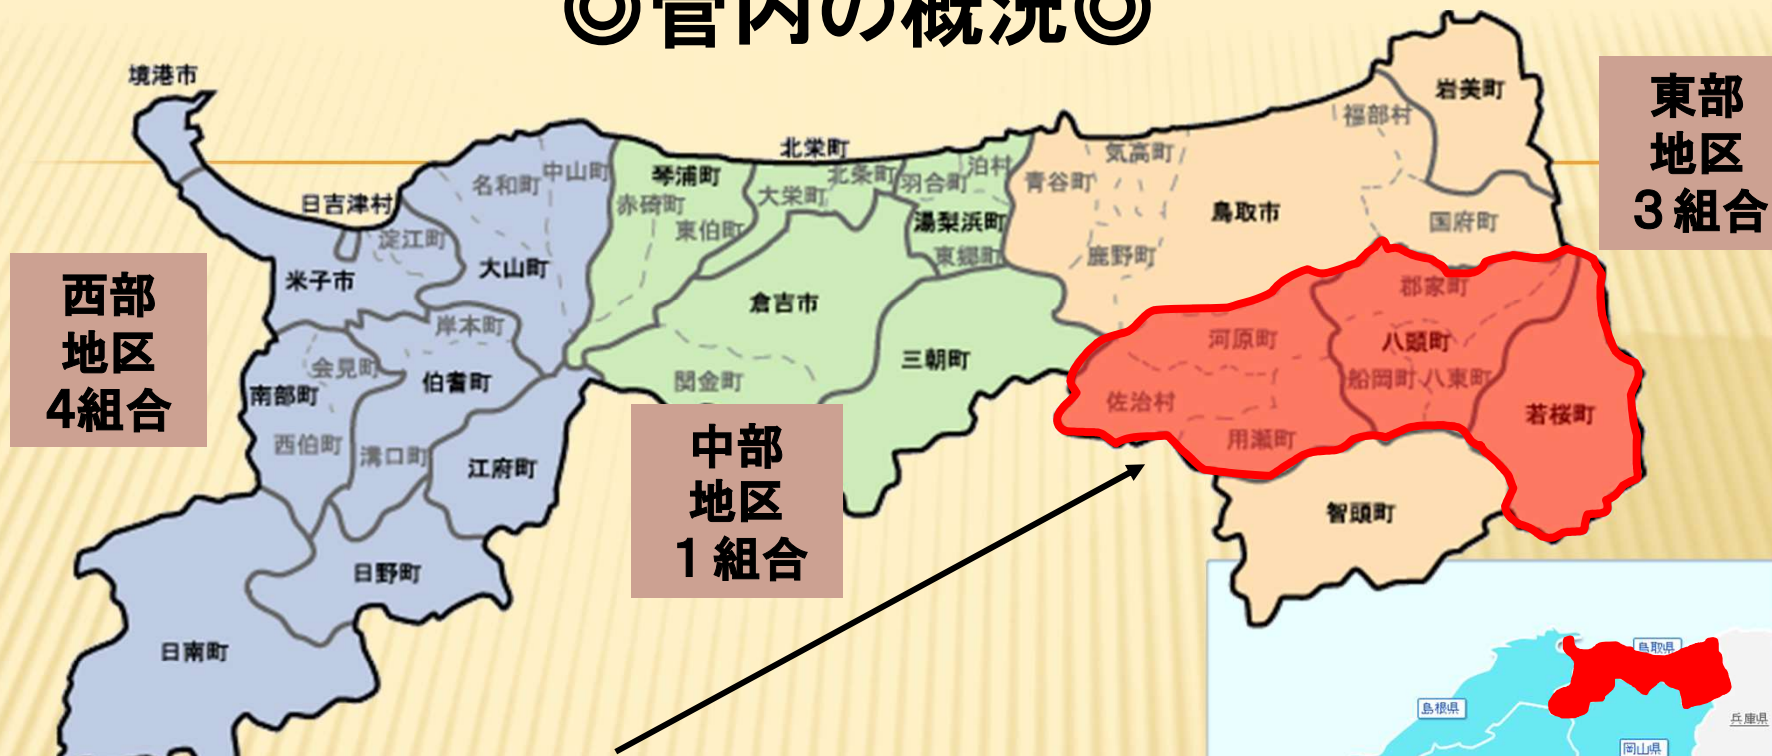 ◎管内の概況◎
境港市
岩美町
東部
地区
3組合
福部村
北栄町
気高町
中山町
琴浦町
北条町
泊村
名和町
大栄町
羽合町
青谷町
日吉津村
赤碕町
鳥取市
湯梨浜町
国府町
東伯町
淀江町
東郷町
鹿野町
大山町
米子市
西部
地区
4組合
郡家町
倉吉市
岸本町
河原町
八頭町
三朝町
会見町
伯耆町
関金町
船岡町
八東町
南部町
佐治村
若桜町
用瀬町
西伯町
溝口町
江府町
中部
地区
1組合
智頭町
日野町
日南町
鳥取県
島根県
兵庫県
岡山県